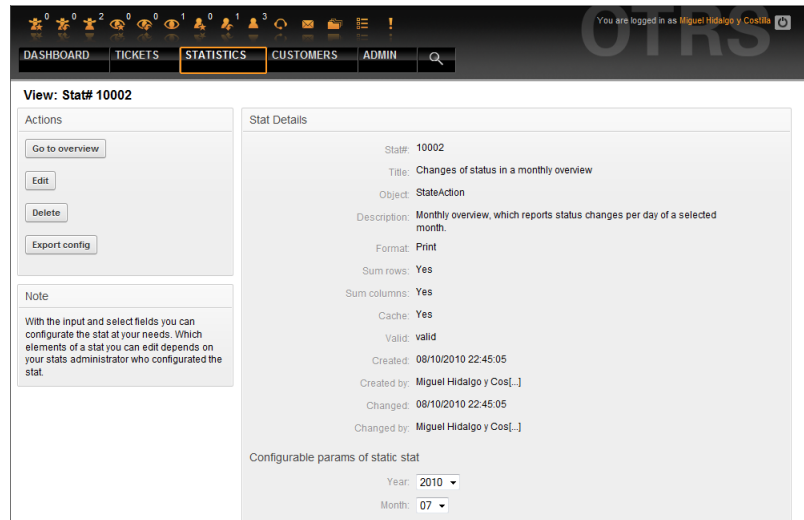 0 0 2 0 0 1 0 1 3
You are logged in as Miguel Hidalgo y Costilla
OTRS
DASHBOARD TICKETS STATISTICS CUSTOMERS ADMIN
View: Stat# 10002
Actions
Go to overview
Edit
Delete
Export config
Note
With the input and select fields you can
configurate the stat at your needs. Which
elements of a stat you can edit depends on
your stats administrator who configurated the
stat.
Stat Details
Stat#: 10002
Title: Changes of status in a monthly overview
Object: StateAction
Description: Monthly overview, which reports status changes per day of a selected
month.
Format: Print
Sum rows: Yes
Sum columns: Yes
Cache: Yes
Valid: valid
Created: 08/10/2010 22:45:05
Created by: Miguel Hidalgo y Cos[...]
Changed: 08/10/2010 22:45:05
Changed by: Miguel Hidalgo y Cos[...]
Configurable params of static stat
Year: 2010
Month: 07